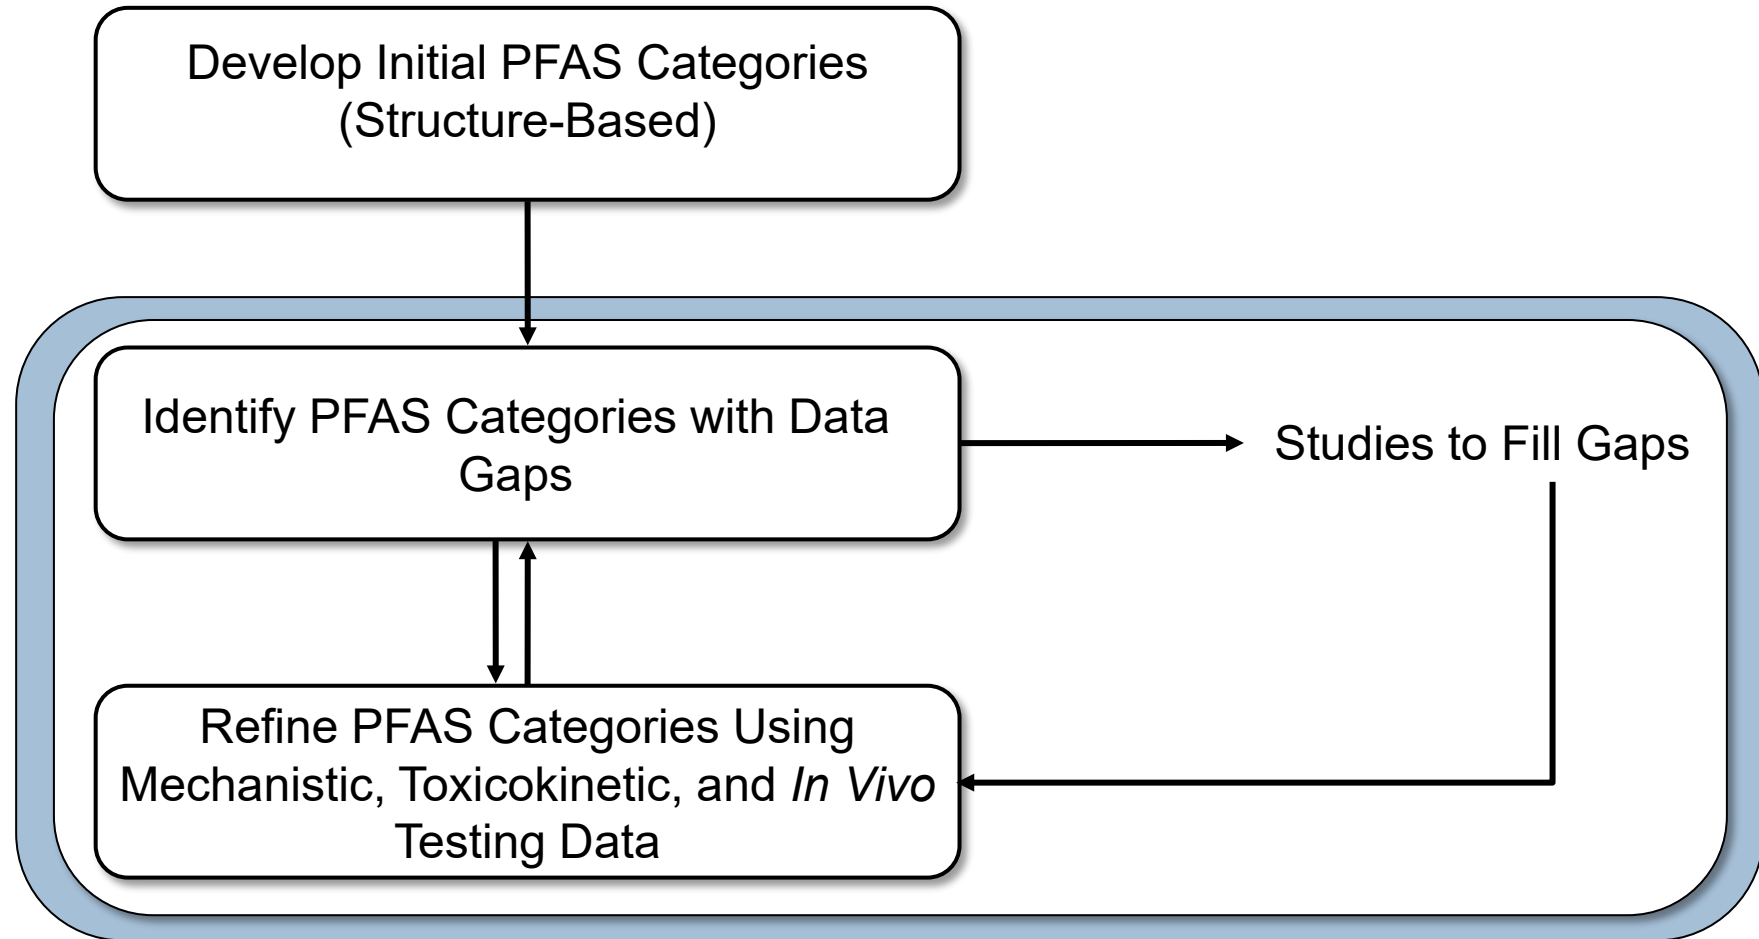 Develop Initial PFAS Categories
(Structure-Based)
Identify PFAS Categories with Data
Gaps
Studies to Fill Gaps
Refine PFAS Categories Using
Mechanistic, Toxicokinetic, and In Vivo
Testing Data